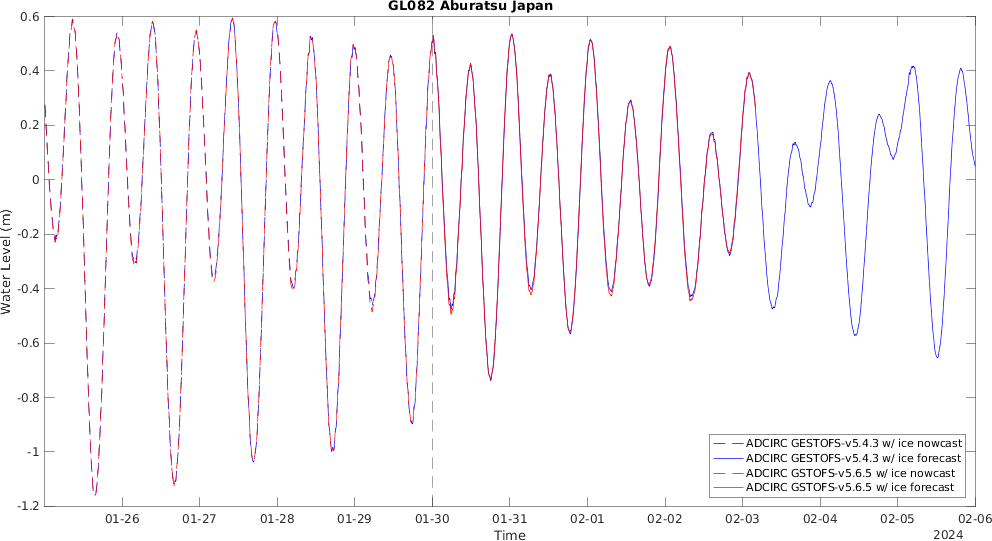 GL082 Aburatsu Japan
0.6
0.4
0.2
0
-0.2
-0.4
-0.6
-0.8
-1
-1.2
Water Level (m)
01-26 01-27 01-28 01-29 01-30 01-31 02-01 02-02 02-03 02-04 02-05 02-06
Time
2024
ADCIRC GESTOFS-v5.4.3 w/ ice nowcast
ADCIRC GESTOFS-v5.4.3 w/ ice forecast
ADCIRC GSTOFS-v5.6.5 w/ ice nowcast
ADCIRC GSTOFS-v5.6.5 w/ ice forecast